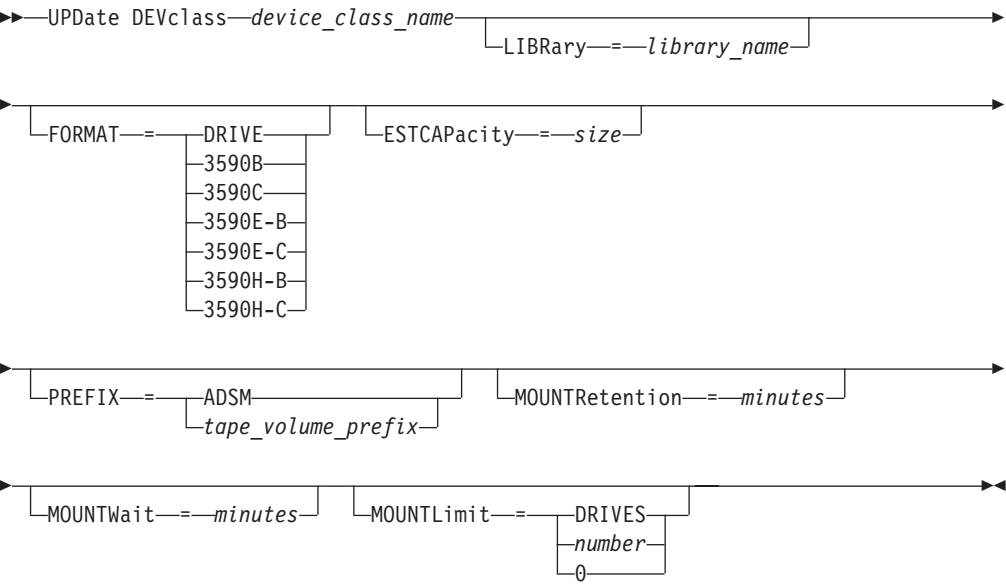 UPDate DEVclass device_class_name
LIBRary = library_name
FORMAT = DRIVE
3590B
3590C
3590E-B
3590E-C
3590H-B
3590H-C
ESTCAPacity = size
PREFIX = ADSM
tape_volume_prefix
MOUNTRetention = minutes
MOUNTWait = minutes
MOUNTLimit = DRIVES
number
0